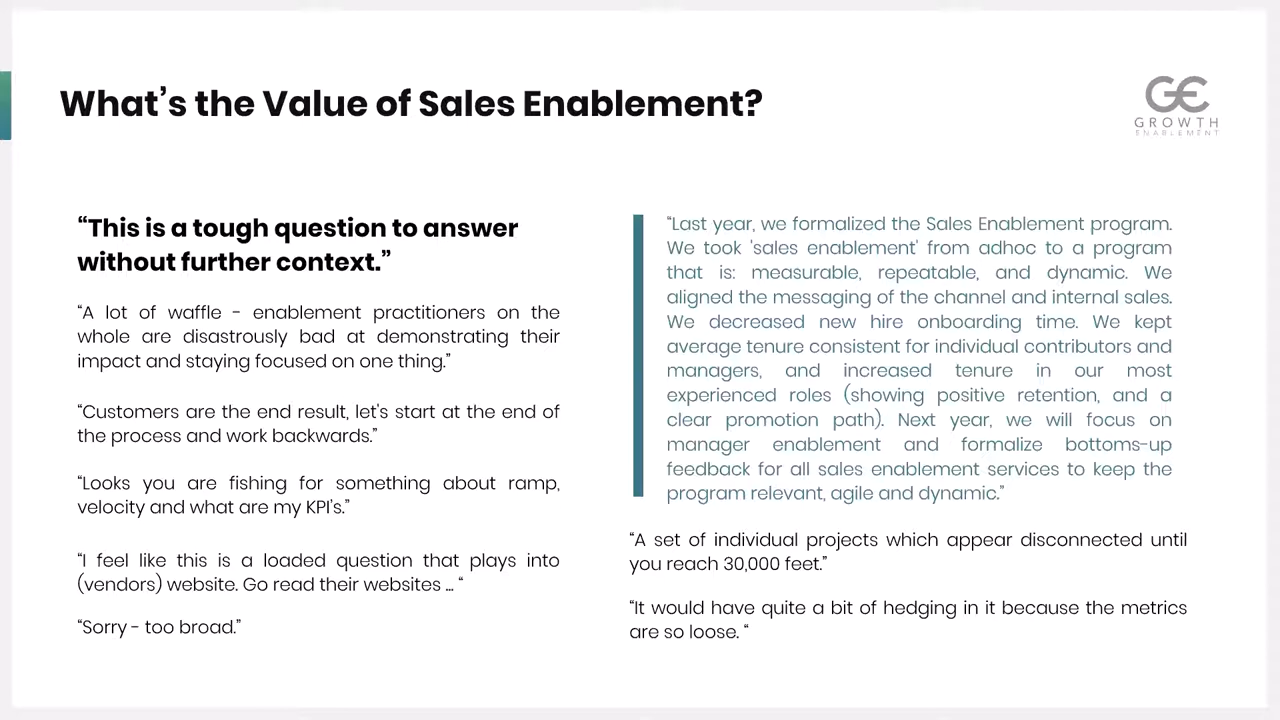 What's the Value of Sales Enablement?
GE
GROWTH
ENABLEMENT
“This is a tough question to answer
without further context.”
“A lot of waffle - enablement practitioners on the
whole are disastrously bad at demonstrating their
impact and staying focused on one thing.”
“Customers are the end result, let's start at the end of
the process and work backwards.”
“Looks you are fishing for something about ramp,
velocity and what are my KPI's.”
“I feel like this is a loaded question that plays into
(vendors) website. Go read their websites ... “
“Sorry - too broad.”
“Last year, we formalized the Sales Enablement program.
We took 'sales enablement' from adhoc to a program
that is: measurable, repeatable, and dynamic. We
aligned the messaging of the channel and internal sales.
We decreased new hire onboarding time. We kept
average tenure consistent for individual contributors and
managers, and increased tenure in our most
experienced roles (showing positive retention, and a
clear promotion path). Next year, we will focus on
manager enablement and formalize bottoms-up
feedback for all sales enablement services to keep the
program relevant, agile and dynamic.”
“A set of individual projects which appear disconnected until
you reach 30,000 feet.”
“It would have quite a bit of hedging in it because the metrics
are so loose. “